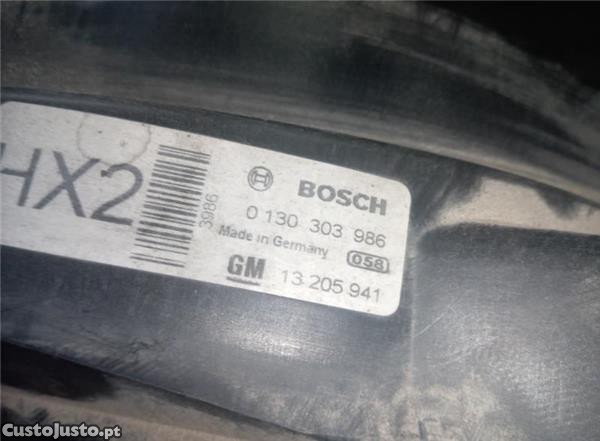 HX2
3986
BOSCH
0 130 303 986
Made in Germany 058
GM 13 205 941
CustoJusto.pt